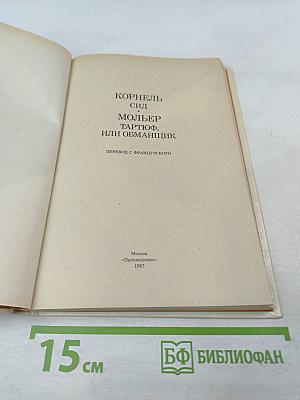 КОРНЕЛЬ
СИД
МОЛЬЕР
ТАРТЮФ,
ИЛИ ОБМАНЩИК
ПЕРЕВОД С ФРАНЦУЗСКОГО
Москва
«Просвещение»
1987
15 см
БФ БИБЛИОФАН